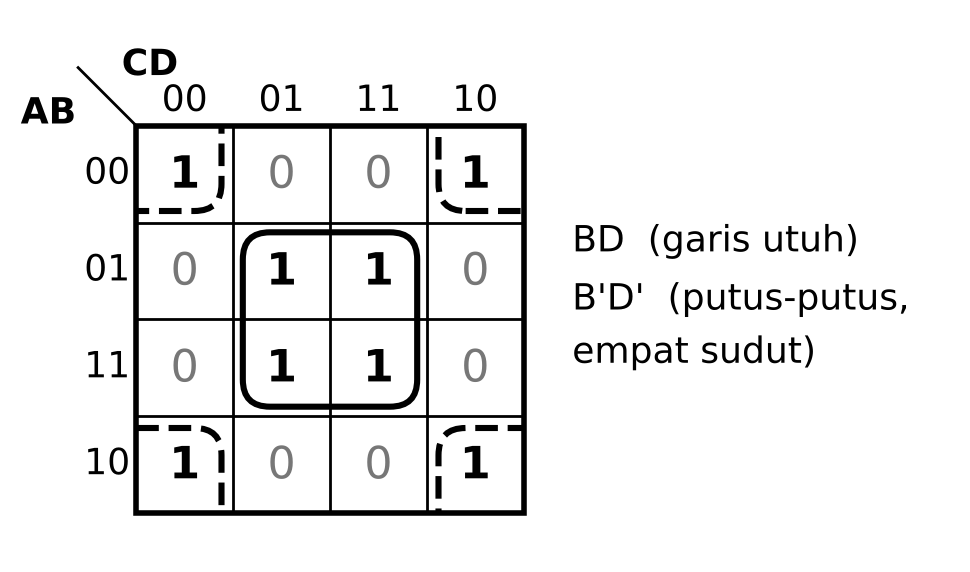 CD
AB
00 01 11 10
00 1 0 0 1
01 0 1 1 0
11 0 1 1 0
10 1 0 0 1
BD (garis utuh)
B'D' (putus-putus,
empat sudut)